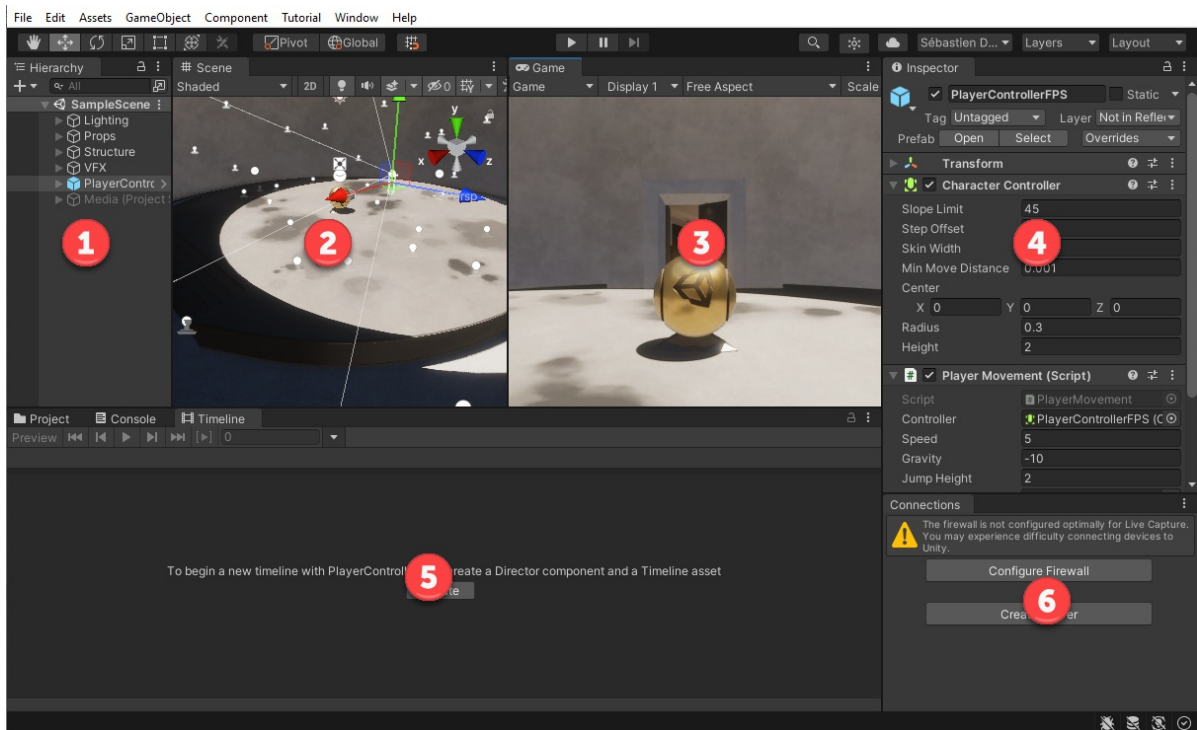 File Edit Assets GameObject Component Tutorial Window Help
Pivot Global Sébastien D... Layers Layout
Hierarchy
All
SampleScene
Lighting
Props
Structure
VFX
PlayerContrc
Media (Project
1
Scene
Shaded 2D 0
y
x z
rsp
2
Game
Game Display 1 Free Aspect Scale
3
Inspector
PlayerControllerFPS Static
Tag Untagged Layer Not in Reflec
Prefab Open Select Overrides
Transform
Character Controller
Slope Limit 45
Step Offset
Skin Width
4
Min Move Distance 0.001
Center
X 0 Y 0 Z 0
Radius 0.3
Height 2
Player Movement (Script)
Script PlayerMovement
Controller PlayerControllerFPS (C
Speed 5
Gravity -10
Jump Height 2
Project Console Timeline
Preview 0
To begin a new timeline with PlayerControl create a Director component and a Timeline asset
5
Connections
The firewall is not configured optimally for Live Capture.
You may experience difficulty connecting devices to
Unity.
Configure Firewall
6